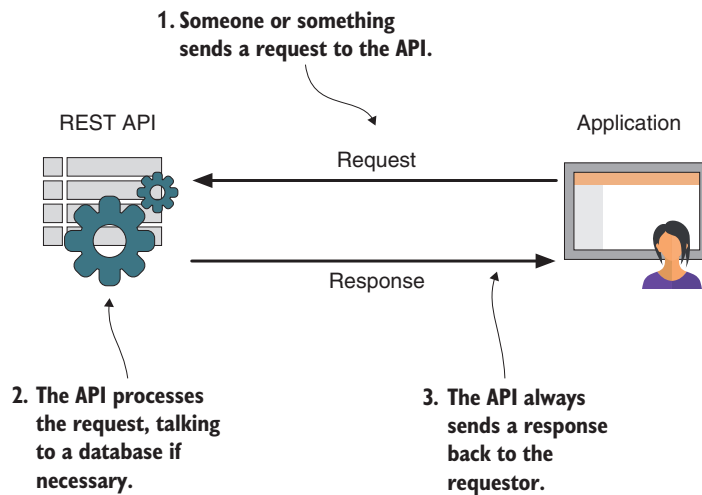 1. Someone or something
sends a request to the API.
REST API
Application
Request
Response
2. The API processes
the request, talking
to a database if
necessary.
3. The API always
sends a response
back to the
requestor.